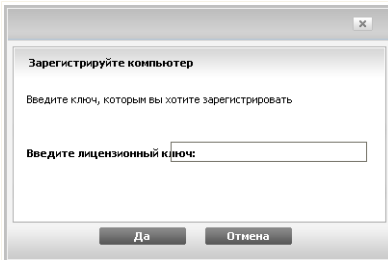 Зарегистрируйте компьютер
Введите ключ, которым вы хотите зарегистрировать
Введите лицензионный ключ:
Да Отмена